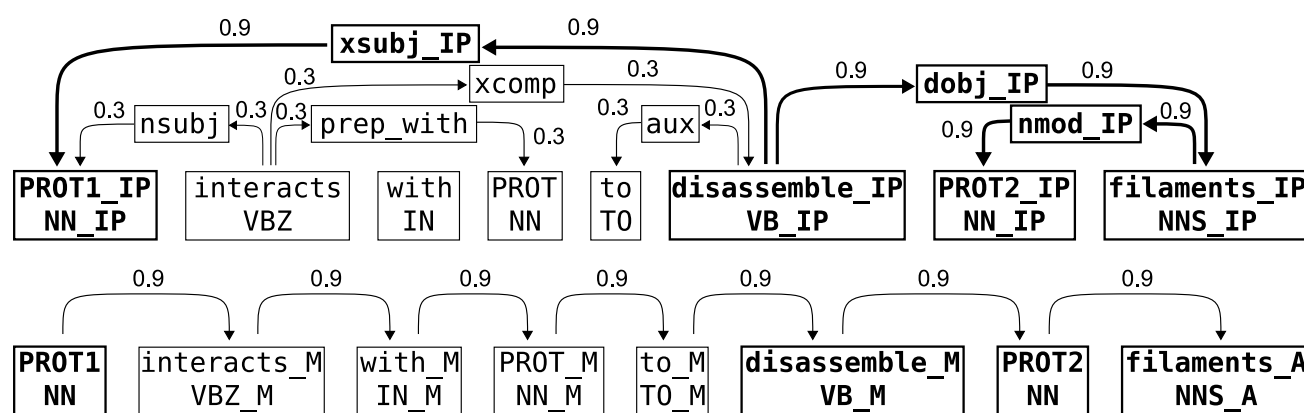 0.9 xsubj_IP 0.9
0.3 xcomp 0.3 0.9 dobj_IP 0.9
0.3 nsubj 0.3 0.3 prep_with 0.3 0.3 aux 0.3 0.9 nmod_IP 0.9
PROT1_IP interacts with PROT to disassemble_IP PROT2_IP filaments_IP
NN_IP VBZ IN NN TO VB_IP NN_IP NNS_IP
0.9 0.9 0.9 0.9 0.9 0.9 0.9
PROT1 interacts_M with_M PROT_M to_M disassemble_M PROT2 filaments_A
NN VBZ_M IN_M NN_M TO_M VB_M NN NNS_A